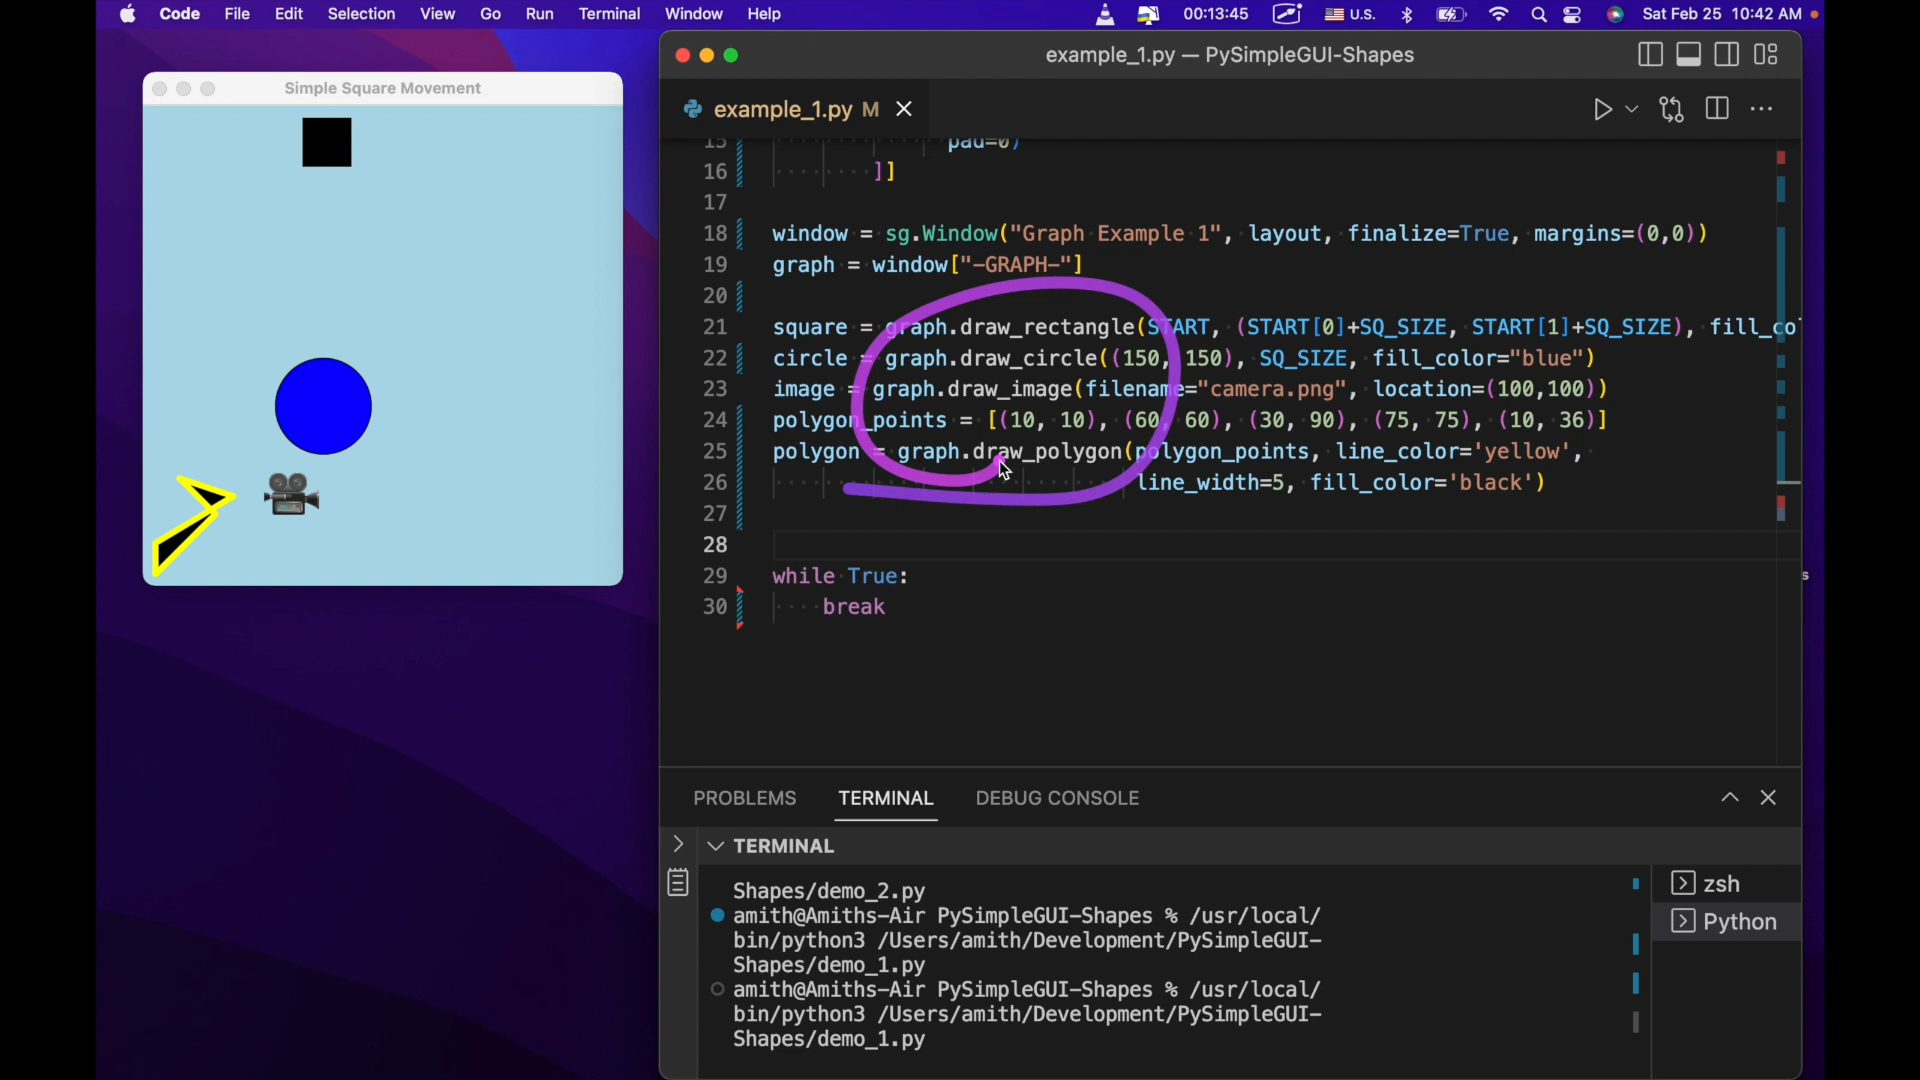 Code File Edit Selection View Go Run Terminal Window Help 00:13:45 U.S. Sat Feb 25 10:42 AM
Simple Square Movement
example_1.py — PySimpleGUI-Shapes
example_1.py M
15 pad=0)
16 ]]
17
18 window = sg.Window("Graph Example 1", layout, finalize=True, margins=(0,0))
19 graph = window["-GRAPH-"]
20
21 square = graph.draw_rectangle(START, (START[0]+SQ_SIZE, START[1]+SQ_SIZE), fill_co
22 circle = graph.draw_circle((150, 150), SQ_SIZE, fill_color="blue")
23 image = graph.draw_image(filename="camera.png", location=(100,100))
24 polygon_points = [(10, 10), (60, 60), (30, 90), (75, 75), (10, 36)]
25 polygon = graph.draw_polygon(polygon_points, line_color='yellow',
26 line_width=5, fill_color='black')
27
28
29 while True:
30 break
PROBLEMS TERMINAL DEBUG CONSOLE
TERMINAL
Shapes/demo_2.py
amith@Amiths-Air PySimpleGUI-Shapes % /usr/local/
bin/python3 /Users/amith/Development/PySimpleGUI-
Shapes/demo_1.py
amith@Amiths-Air PySimpleGUI-Shapes % /usr/local/
bin/python3 /Users/amith/Development/PySimpleGUI-
Shapes/demo_1.py
zsh
Python